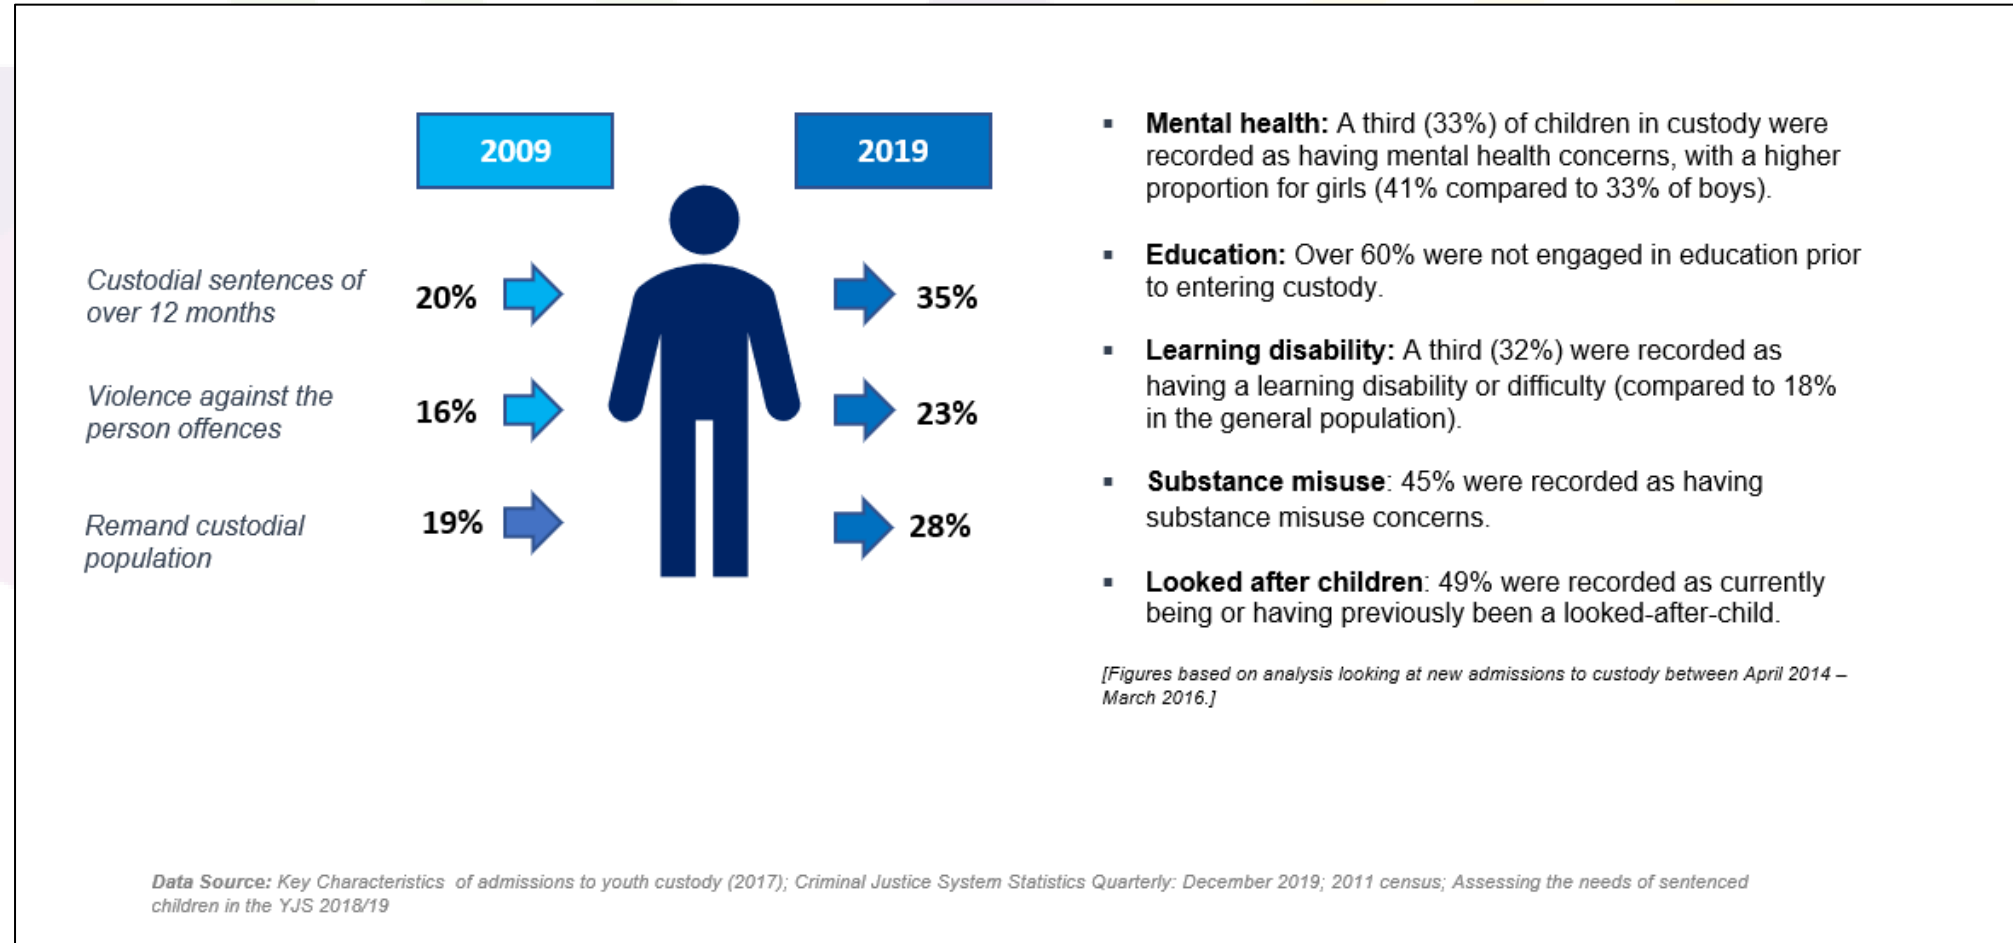 2009
2019
Custodial sentences of
over 12 months
20%
35%
Violence against the
person offences
16%
23%
Remand custodial
population
19%
28%
▪ Mental health: A third (33%) of children in custody were
recorded as having mental health concerns, with a higher
proportion for girls (41% compared to 33% of boys).
▪ Education: Over 60% were not engaged in education prior
to entering custody.
▪ Learning disability: A third (32%) were recorded as
having a learning disability or difficulty (compared to 18%
in the general population).
▪ Substance misuse: 45% were recorded as having
substance misuse concerns.
▪ Looked after children: 49% were recorded as currently
being or having previously been a looked-after-child.
[Figures based on analysis looking at new admissions to custody between April 2014 –
March 2016.]
Data Source: Key Characteristics of admissions to youth custody (2017); Criminal Justice System Statistics Quarterly: December 2019; 2011 census; Assessing the needs of sentenced
children in the YJS 2018/19